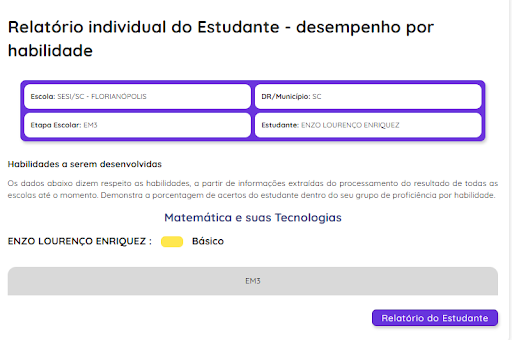 Relatório individual do Estudante - desempenho por
habilidade
Escola: SESI/SC - FLORIANÓPOLIS
DR/Município: SC
Etapa Escolar: EM3
Estudante: ENZO LOURENÇO ENRIQUEZ
Habilidades a serem desenvolvidas
Os dados abaixo dizem respeito as habilidades, a partir de informações extraídas do processamento do resultado de todas as
escolas até o momento. Demonstra a porcentagem de acertos do estudante dentro do seu grupo de proficiência por habilidade.
Matemática e suas Tecnologias
ENZO LOURENÇO ENRIQUEZ : Básico
EM3
Relatório do Estudante